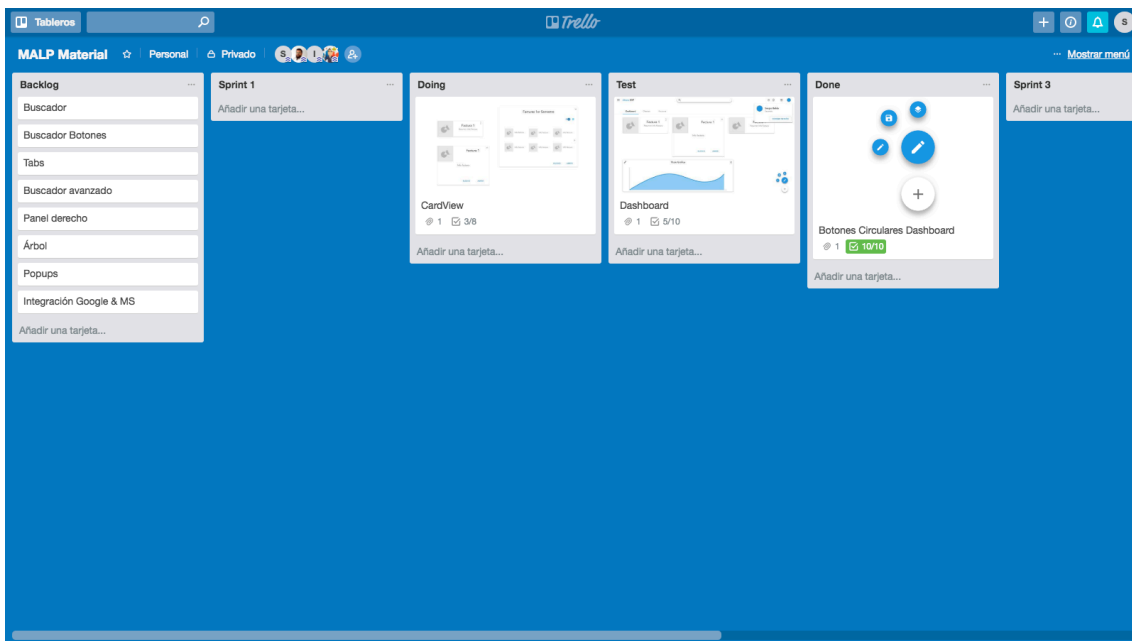 Tableros
Trello
S
MALP Material
Personal
Privado
S
I
Mostrar menú
Backlog
Buscador
Buscador Botones
Tabs
Buscador avanzado
Panel derecho
Árbol
Popups
Integración Google & MS
Añadir una tarjeta...
Sprint 1
Añadir una tarjeta...
Doing
CardView
1 3/8
Añadir una tarjeta...
Test
Dashboard
1 5/10
Añadir una tarjeta...
Done
Botones Circulares Dashboard
1 10/10
Añadir una tarjeta...
Sprint 3
Añadir una tarjeta...